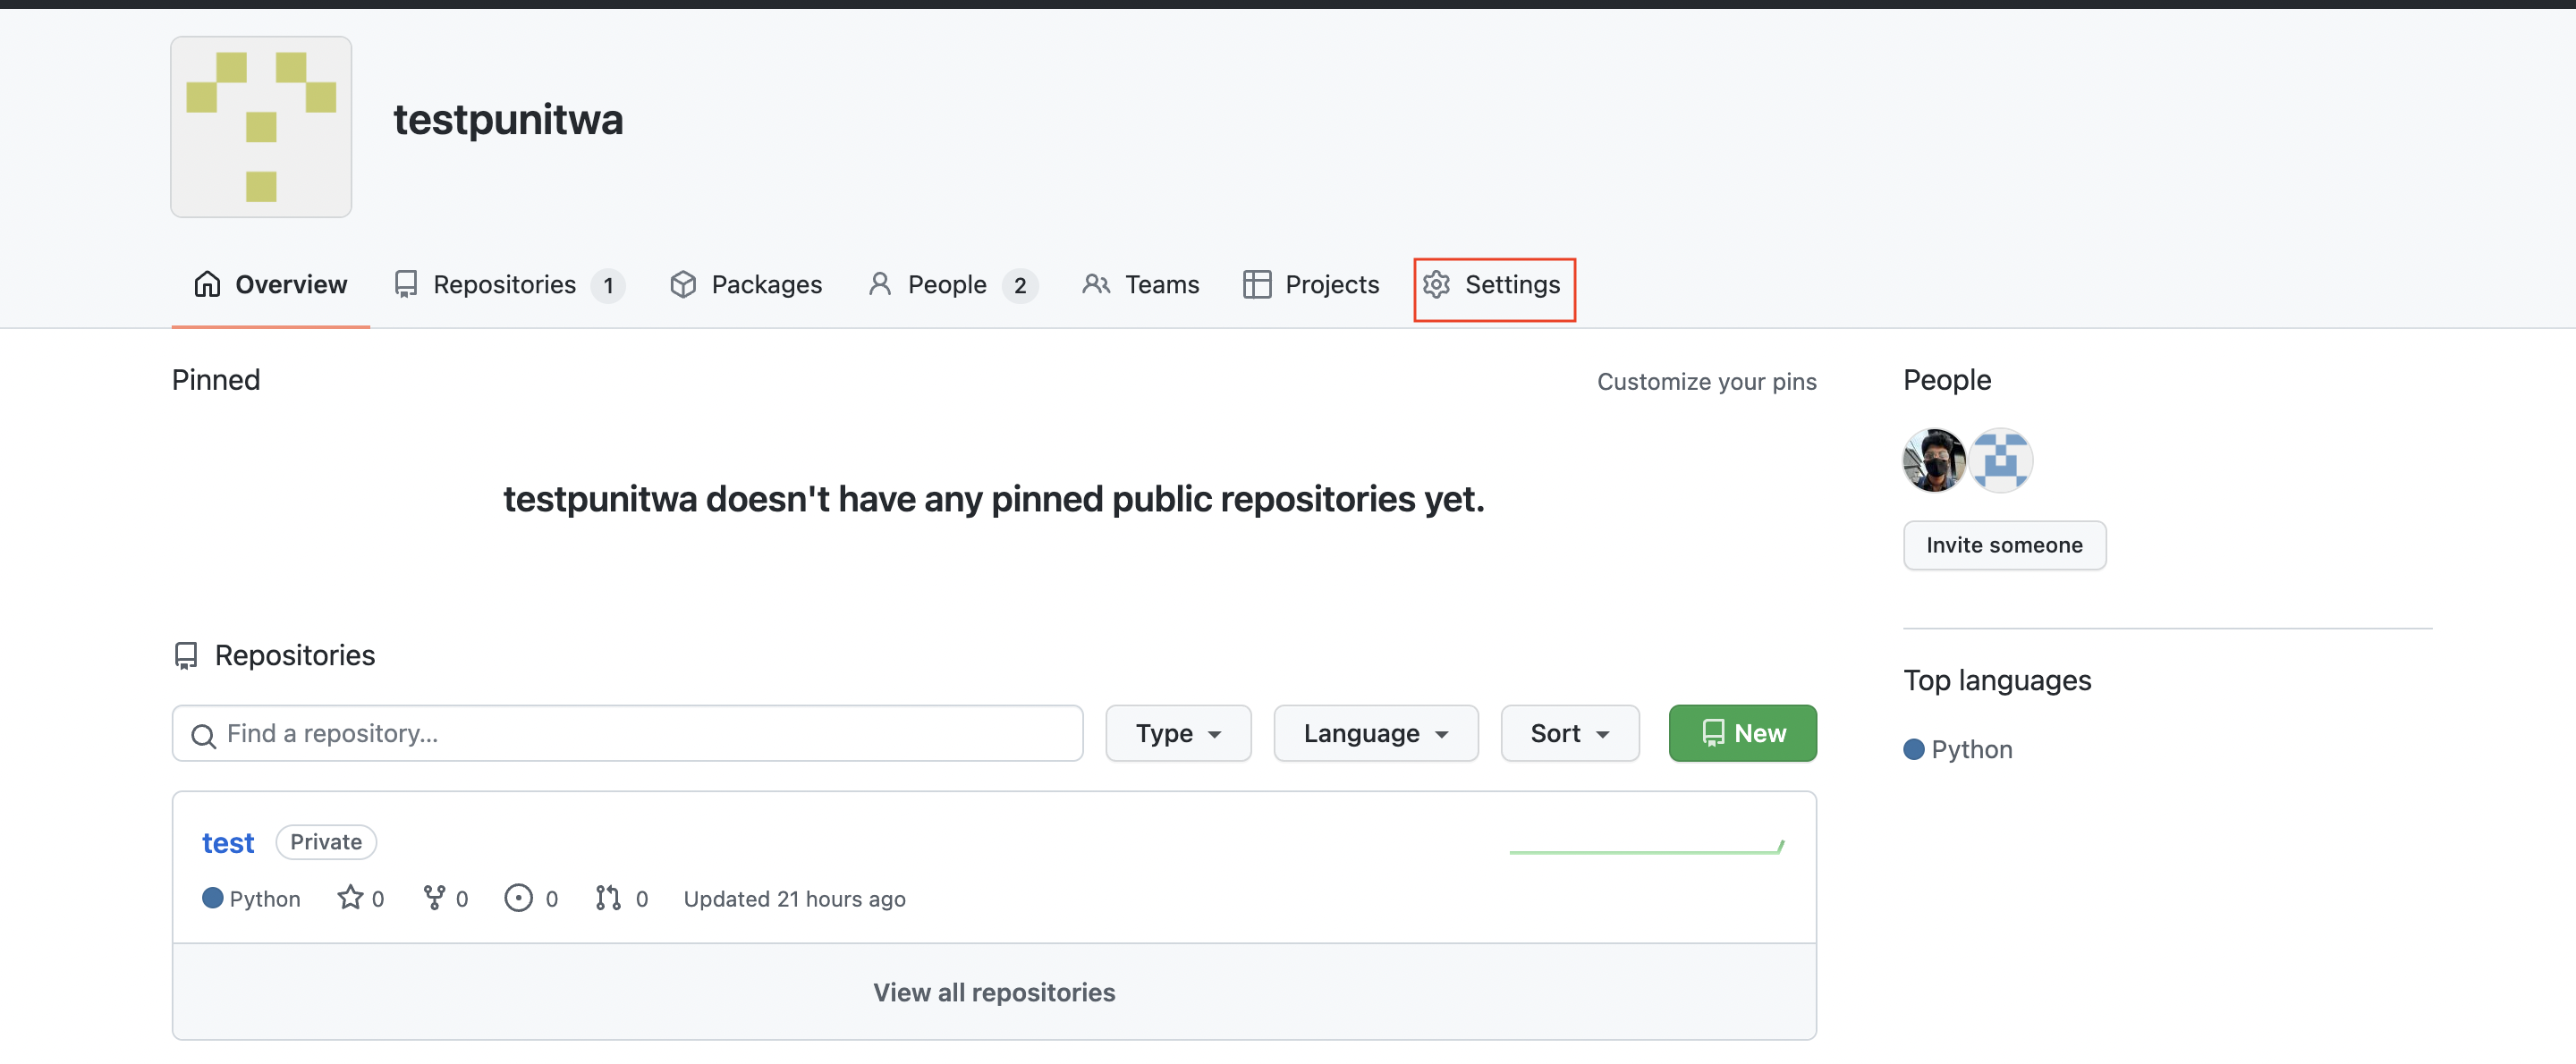 testpunitwa
Overview Repositories 1 Packages People 2 Teams Projects Settings
Pinned
Customize your pins
testpunitwa doesn't have any pinned public repositories yet.
Repositories
Find a repository...
Type Language Sort New
test Private
Python 0 0 0 0 Updated 21 hours ago
View all repositories
People
Invite someone
Top languages
Python